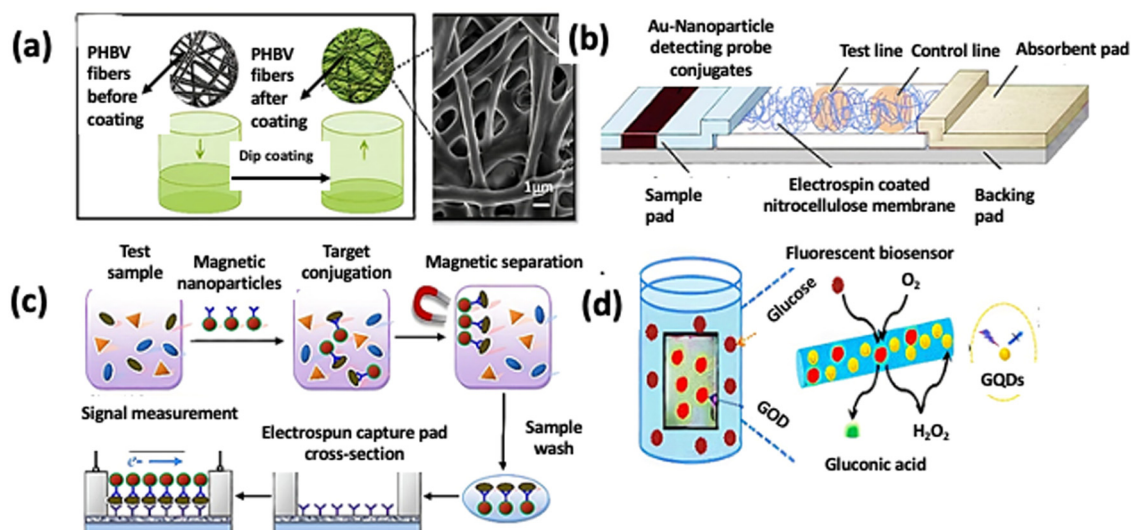 (a)
PHBV
fibers
before
coating
PHBV
fibers
after
coating
Dip coating
1μm
(b)
Au-Nanoparticle
detecting probe
conjugates
Test line
Control line
Absorbent pad
Sample
pad
Electrospin coated
nitrocellulose membrane
Backing
pad
(c)
Test
sample
Magnetic
nanoparticles
Target
conjugation
Magnetic separation
Sample
wash
Electrospun capture pad
cross-section
Signal measurement
(d)
Fluorescent biosensor
Glucose
O₂
GOD
GQDs
H₂O₂
Gluconic acid